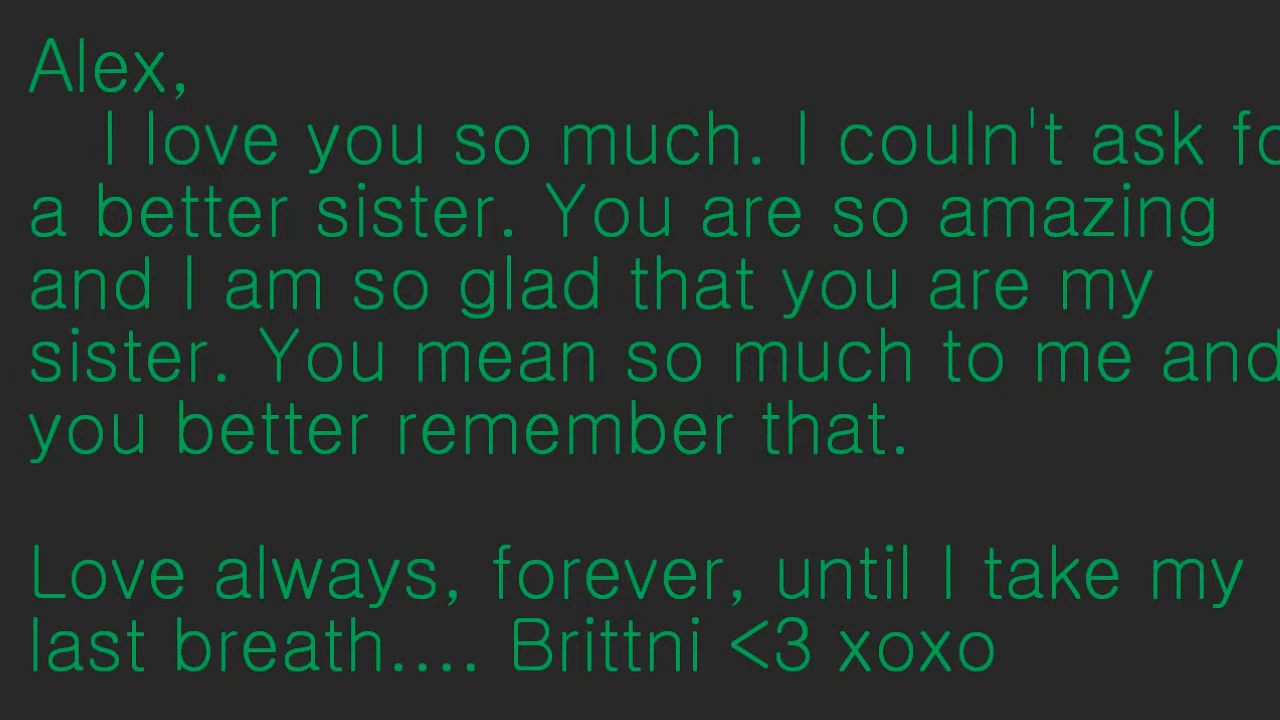 Alex,
I love you so much. I couln't ask fo
a better sister. You are so amazing
and I am so glad that you are my
sister. You mean so much to me and
you better remember that.
Love always, forever, until I take my
last breath.... Brittni <3 xoxo